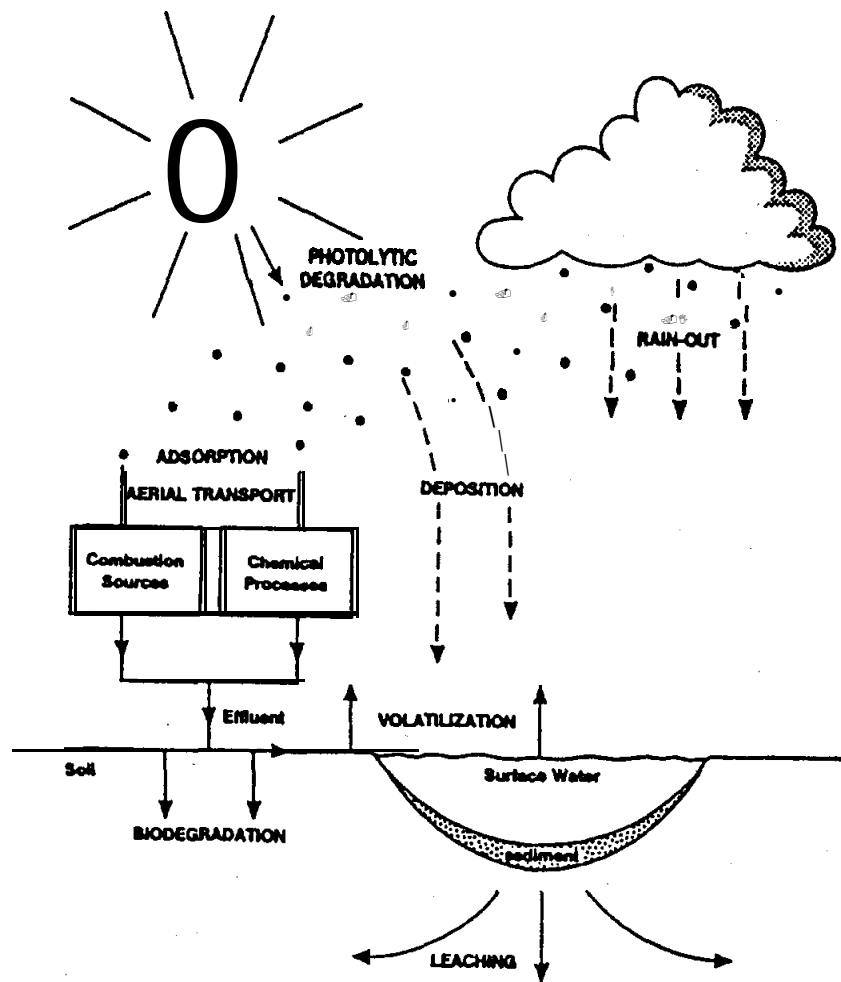 0
PHOTOLYTIC
DEGRADATION
RAIN-OUT
ADSORPTION
AERIAL TRANSPORT
DEPOSITION
Combustion
Sources
Chemical
Processes
Effluent
VOLATILIZATION
Soil
Surface Water
BIODEGRADATION
sediment
LEACHING